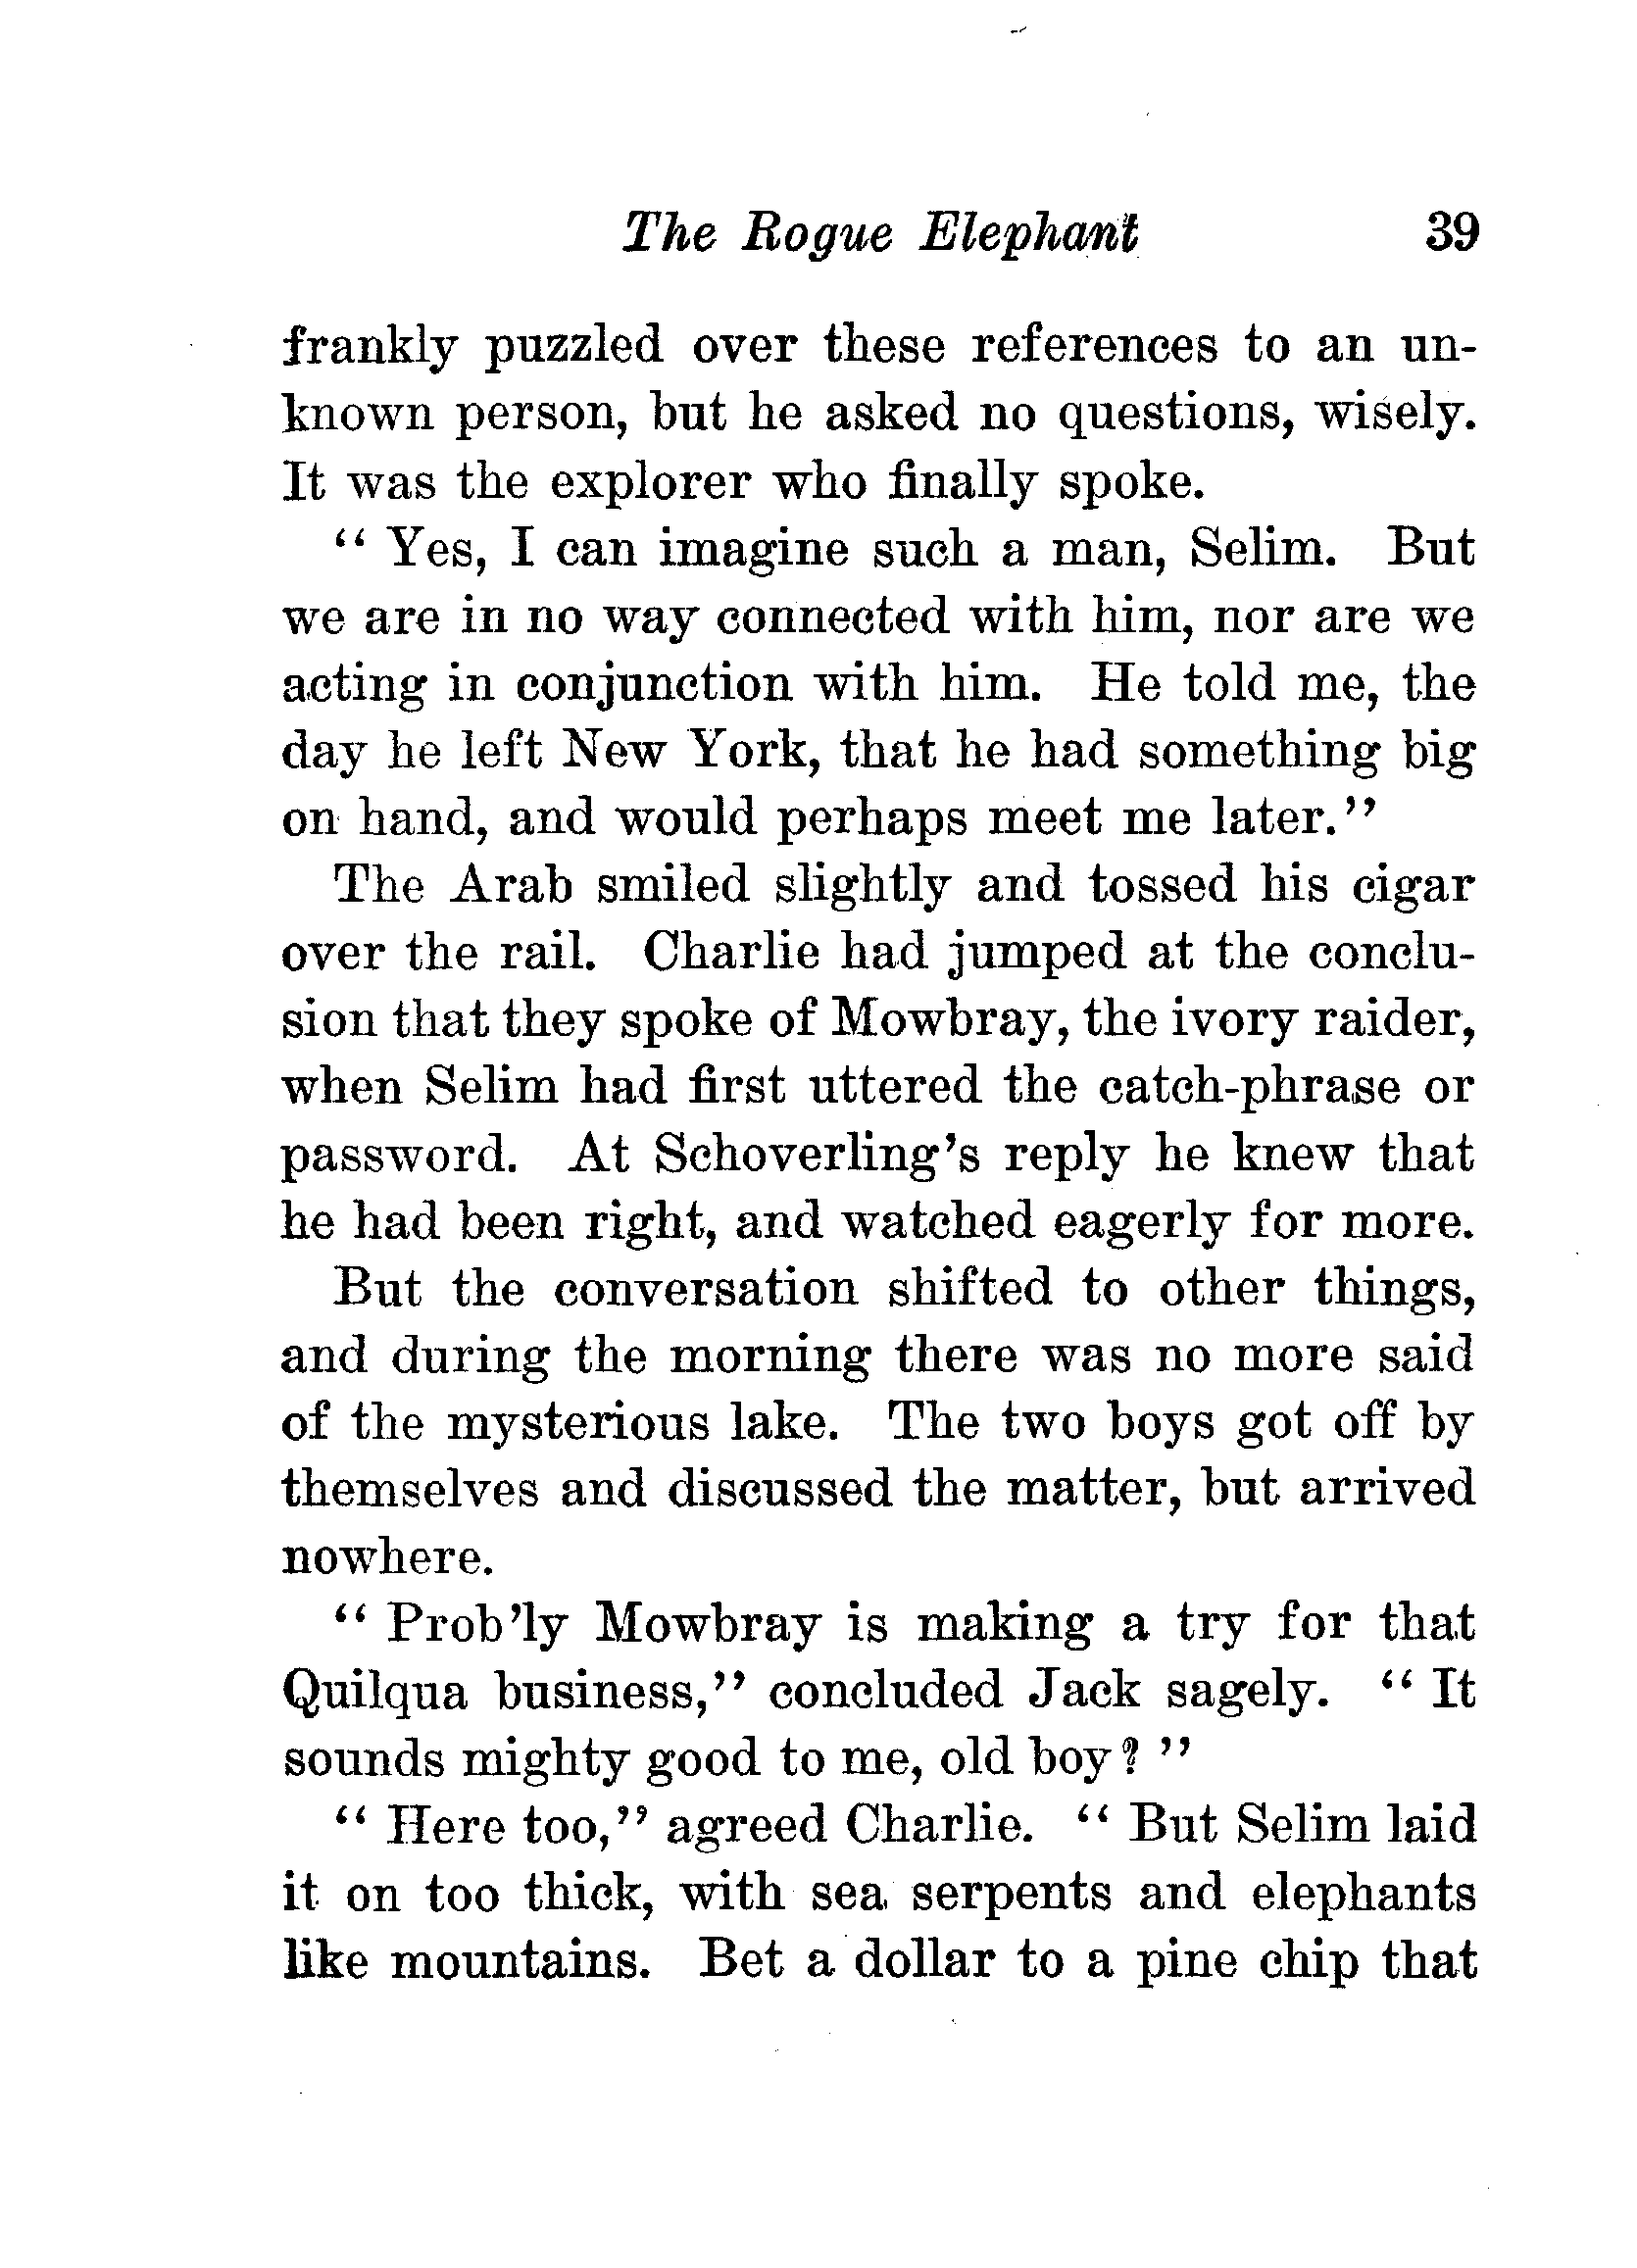 The Rogue Elephant 39
frankly puzzled over these references to an un-
known person, but he asked no questions, wisely.
It was the explorer who finally spoke.
“ Yes, I can imagine such a man, Selim. But
we are in no way connected with him, nor are we
acting in conjunction with him. He told me, the
day he left New York, that he had something big
on hand, and would perhaps meet me later.”
The Arab smiled slightly and tossed his cigar
over the rail. Charlie had jumped at the conclu-
sion that they spoke of Mowbray, the ivory raider,
when Selim had first uttered the catch-phrase or
password. At Schoverling’s reply he knew that
he had been right, and watched eagerly for more.
But the conversation shifted to other things,
and during the morning there was no more said
of the mysterious lake. The two boys got off by
themselves and discussed the matter, but arrived
nowhere.
“ Prob’ly Mowbray is making a try for that
Quilqua business,” concluded Jack sagely. “ It
sounds mighty good to me, old boy? ”
“ Here too,” agreed Charlie. “ But Selim laid
it on too thick, with sea serpents and elephants
like mountains. Bet a dollar to a pine chip that